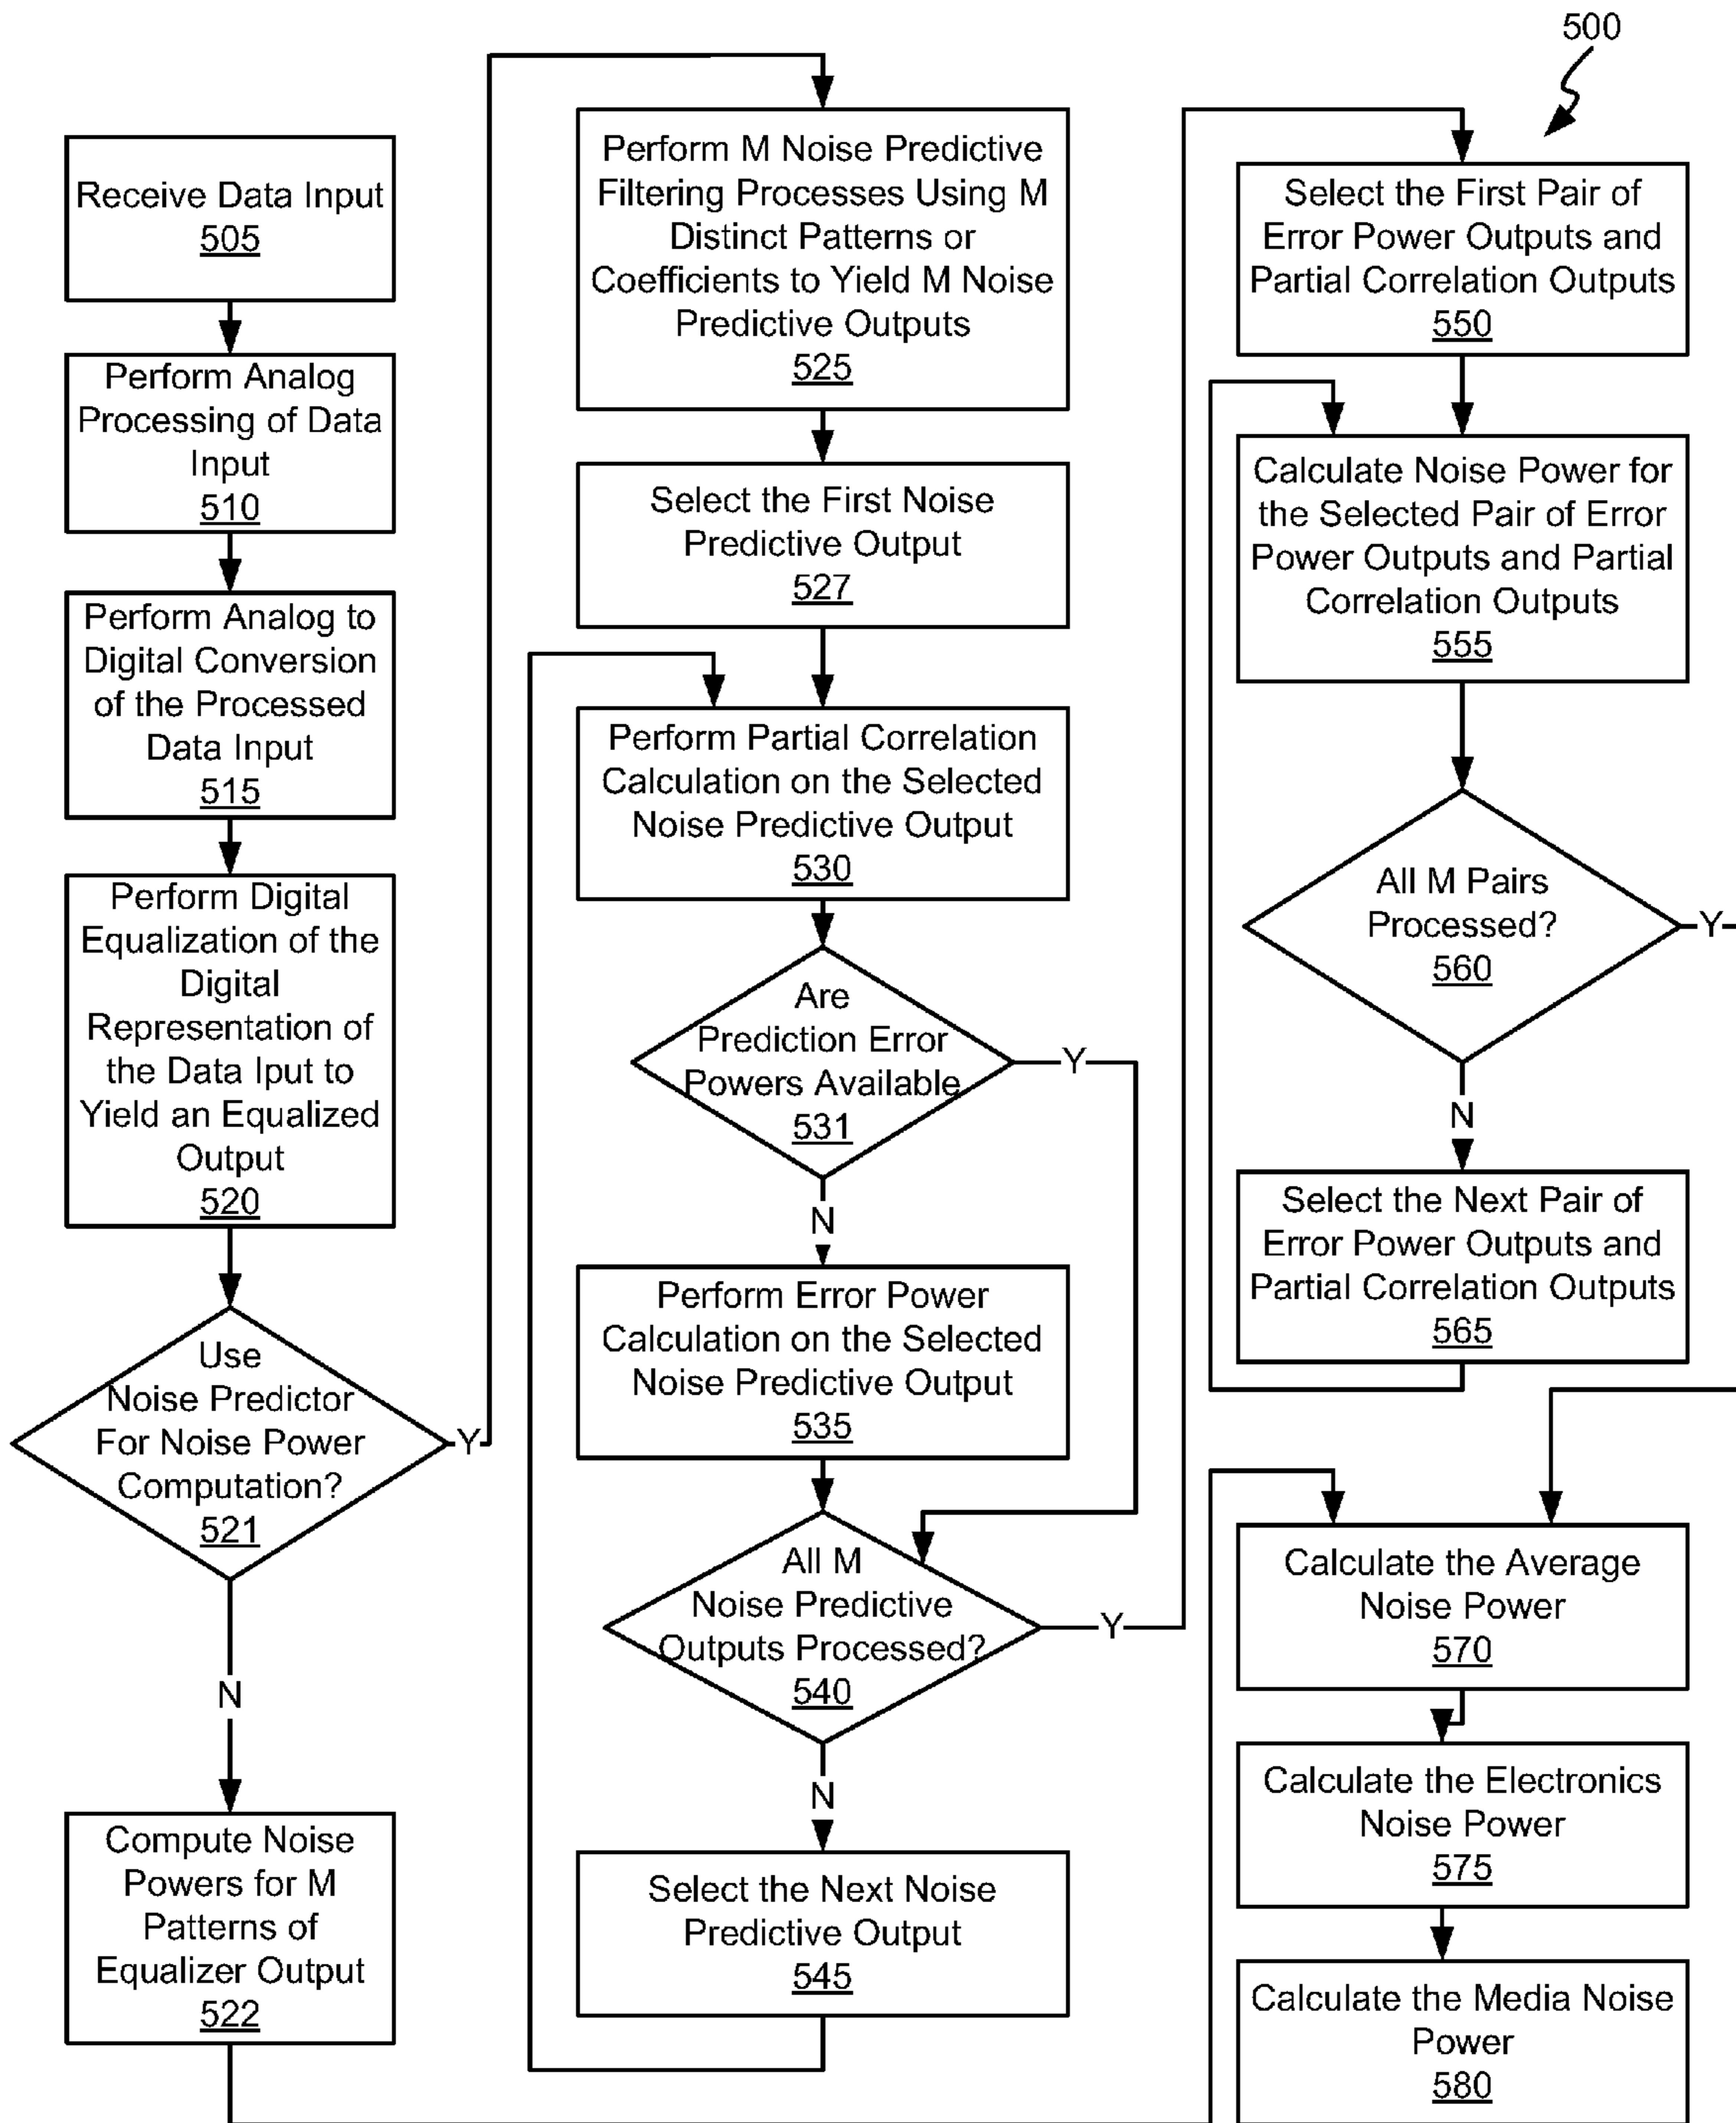 500
Receive Data Input
505
Perform Analog
Processing of Data
Input
510
Perform Analog to
Digital Conversion
of the Processed
Data Input
515
Perform Digital
Equalization of the
Digital
Representation of
the Data Iput to
Yield an Equalized
Output
520
Use
Noise Predictor
For Noise Power
Computation?
521
Y
N
Compute Noise
Powers for M
Patterns of
Equalizer Output
522
Perform M Noise Predictive
Filtering Processes Using M
Distinct Patterns or
Coefficients to Yield M Noise
Predictive Outputs
525
Select the First Noise
Predictive Output
527
Perform Partial Correlation
Calculation on the Selected
Noise Predictive Output
530
Are
Prediction Error
Powers Available
531
Y
N
Perform Error Power
Calculation on the Selected
Noise Predictive Output
535
All M
Noise Predictive
Outputs Processed?
540
Y
N
Select the Next Noise
Predictive Output
545
Select the First Pair of
Error Power Outputs and
Partial Correlation Outputs
550
Calculate Noise Power for
the Selected Pair of Error
Power Outputs and Partial
Correlation Outputs
555
All M Pairs
Processed?
560
Y
N
Select the Next Pair of
Error Power Outputs and
Partial Correlation Outputs
565
Calculate the Average
Noise Power
570
Calculate the Electronics
Noise Power
575
Calculate the Media Noise
Power
580